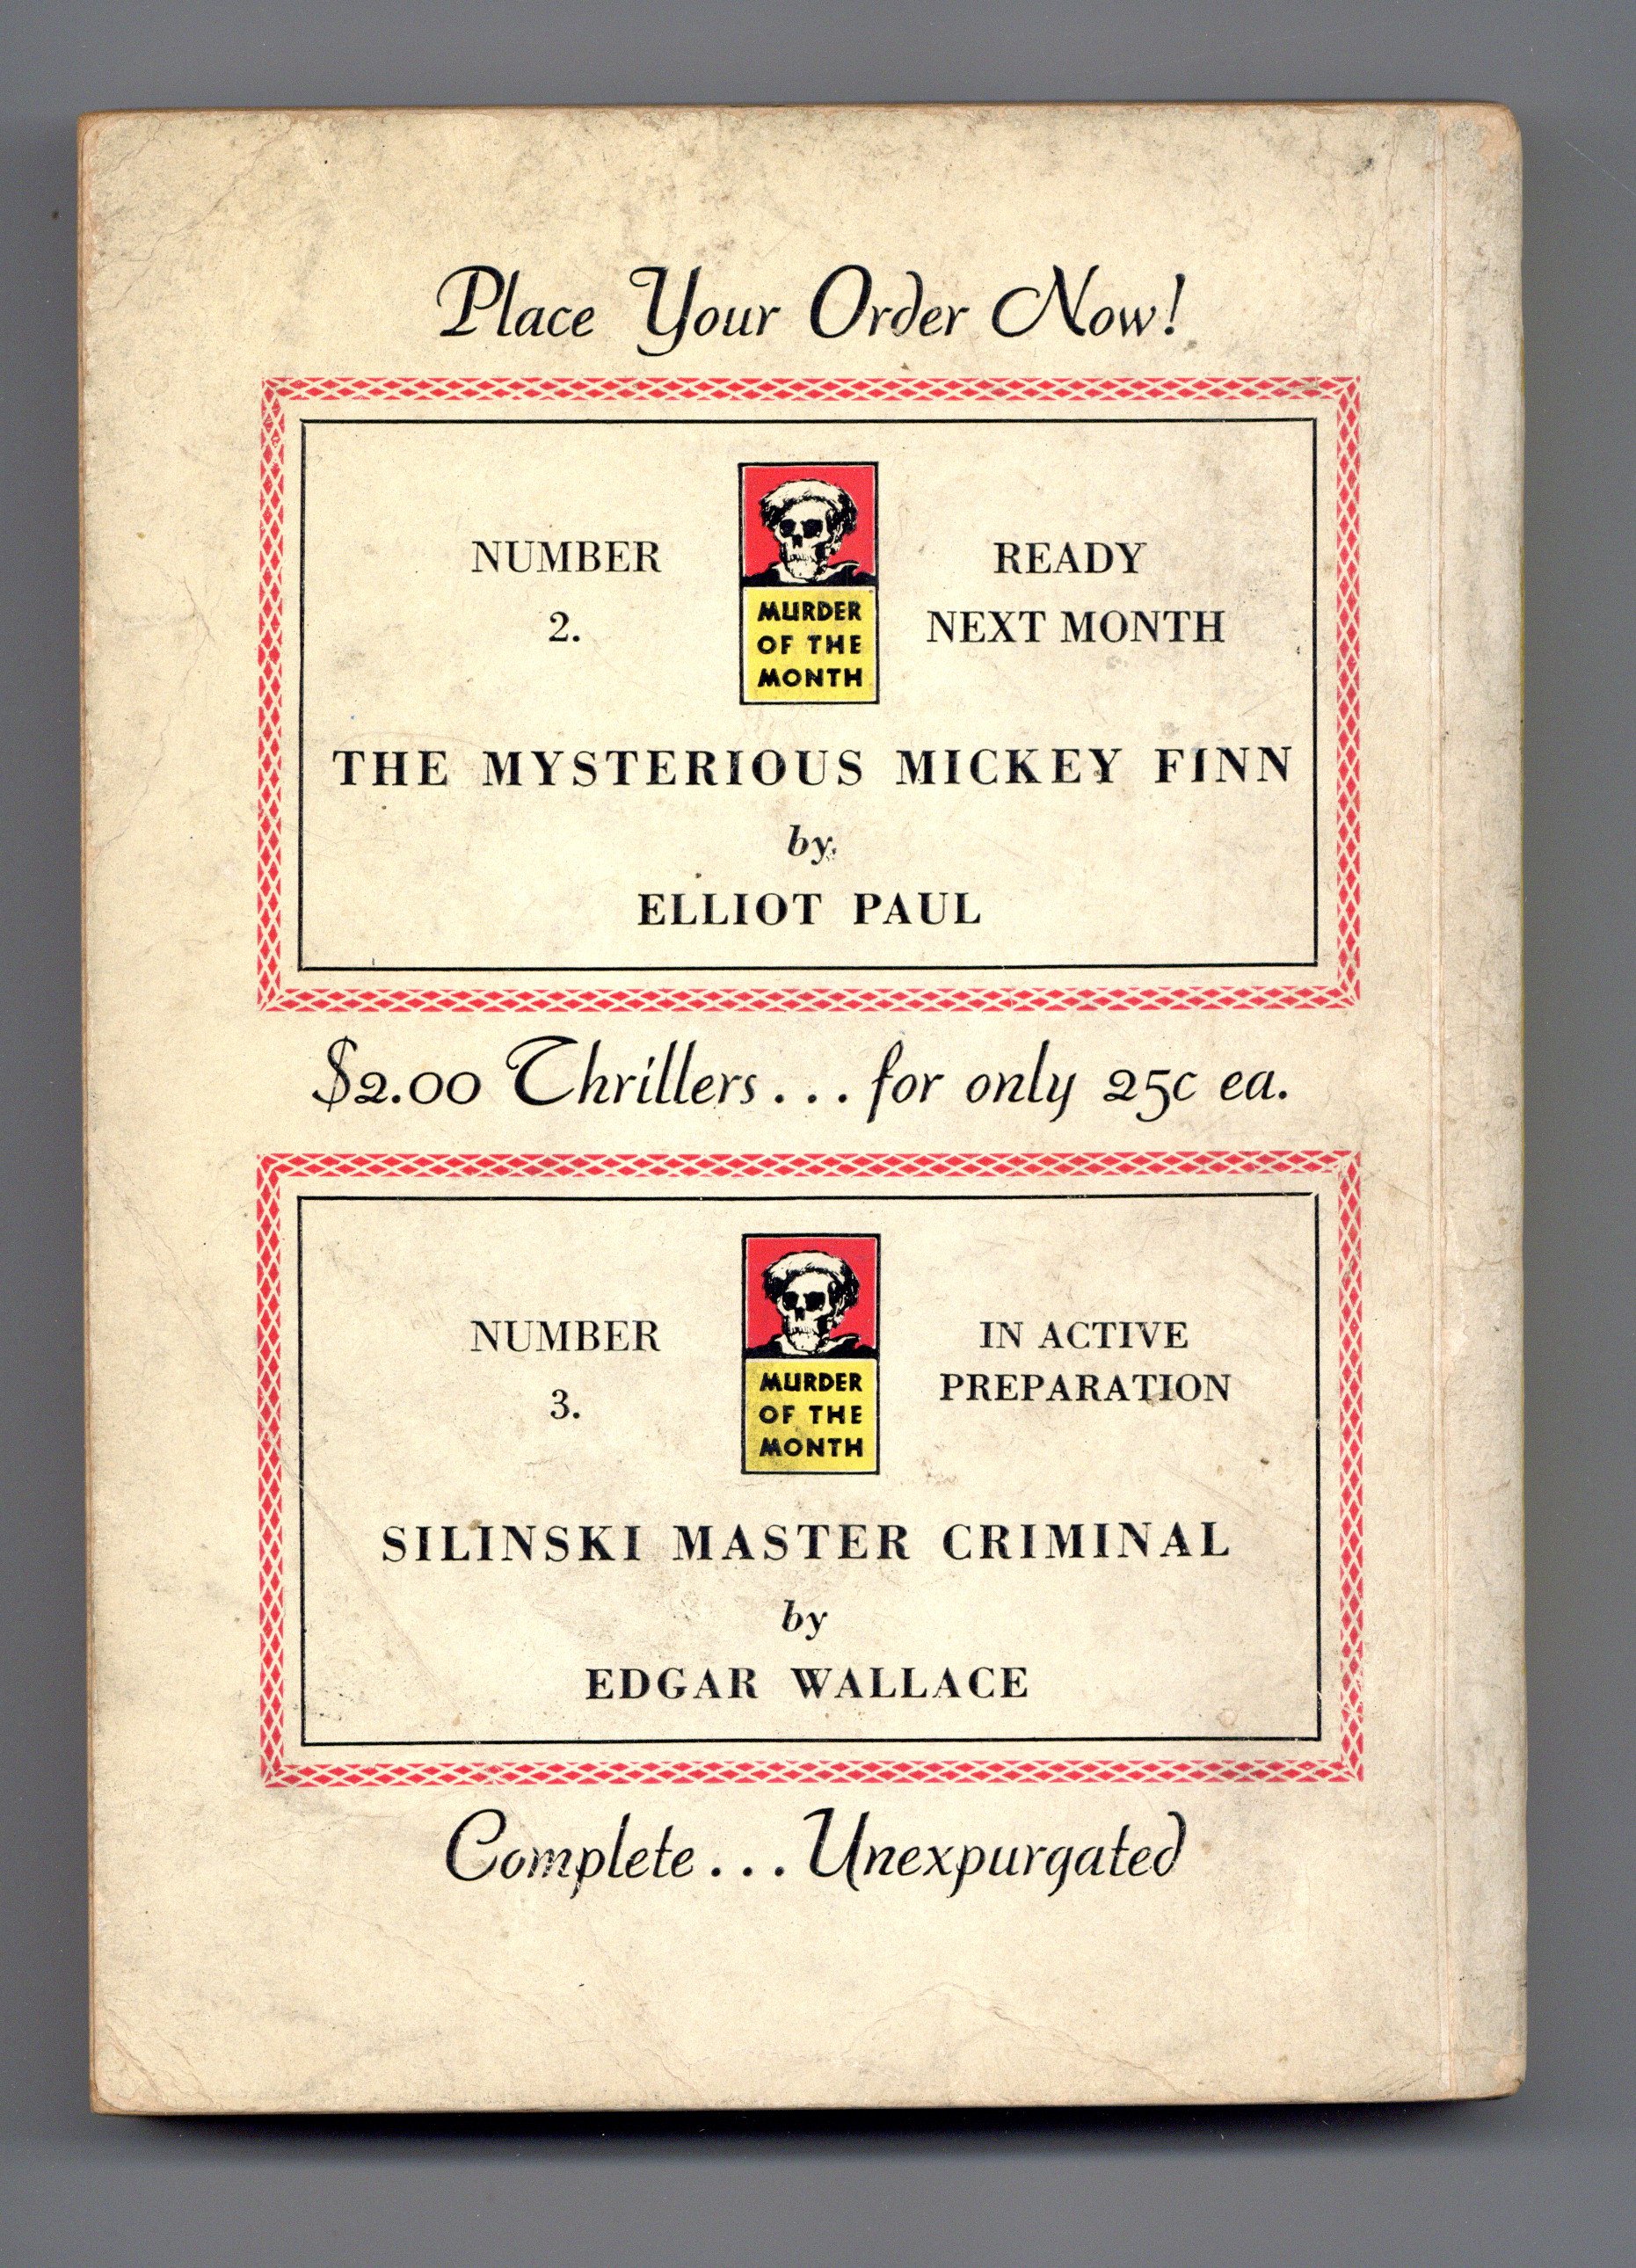 Place Your Order Now!
NUMBER
2.
MURDER
OF THE
MONTH
READY
NEXT MONTH
THE MYSTERIOUS MICKEY FINN
by
ELLIOT PAUL
$2.00 Thrillers... for only 25c ea.
NUMBER
3.
MURDER
OF THE
MONTH
IN ACTIVE
PREPARATION
SILINSKI MASTER CRIMINAL
by
EDGAR WALLACE
Complete... Unexpurgated